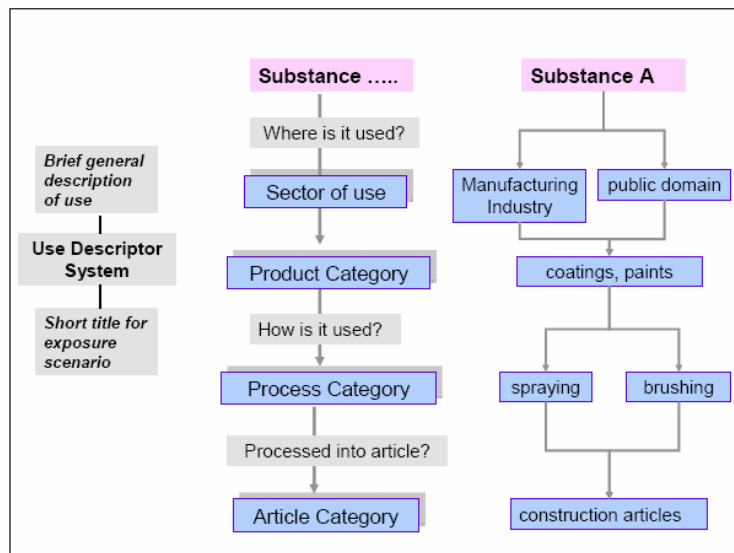 Brief general
description
of use
Use Descriptor
System
Short title for
exposure
scenario
Substance …..
Where is it used?
Sector of use
Product Category
How is it used?
Process Category
Processed into article?
Article Category
Substance A
Manufacturing
Industry
public domain
coatings, paints
spraying
brushing
construction articles